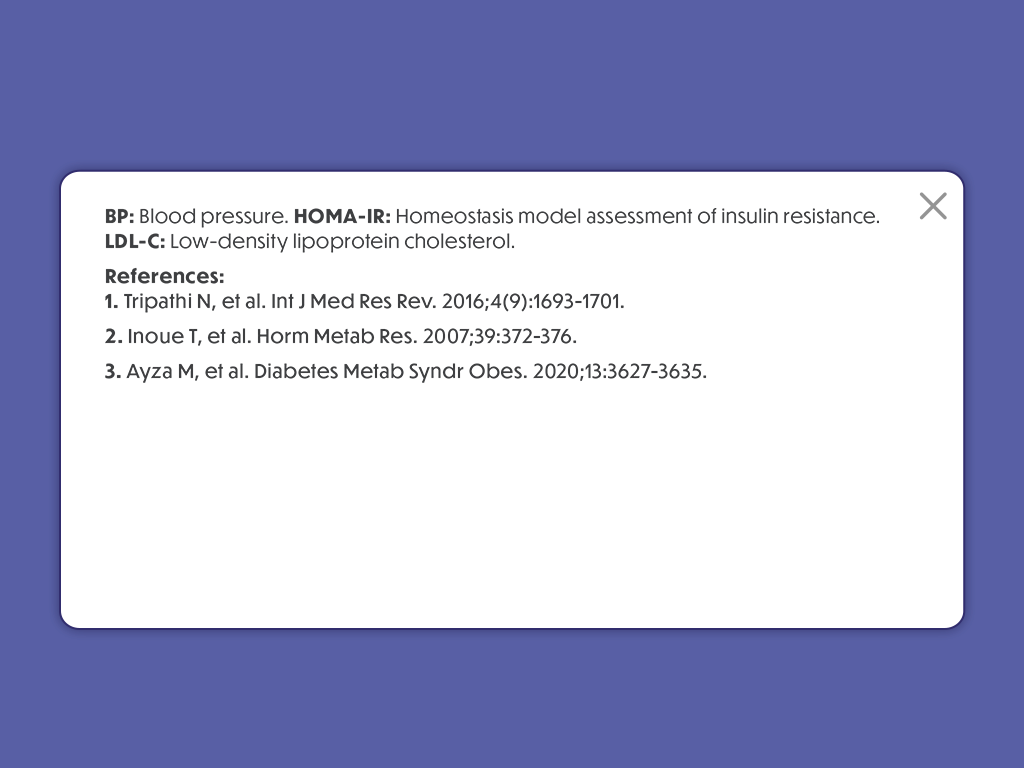 BP: Blood pressure. HOMA-IR: Homeostasis model assessment of insulin resistance.
LDL-C: Low-density lipoprotein cholesterol.
References:
1. Tripathi N, et al. Int J Med Res Rev. 2016;4(9):1693-1701.
2. Inoue T, et al. Horm Metab Res. 2007;39:372-376.
3. Ayza M, et al. Diabetes Metab Syndr Obes. 2020;13:3627-3635.